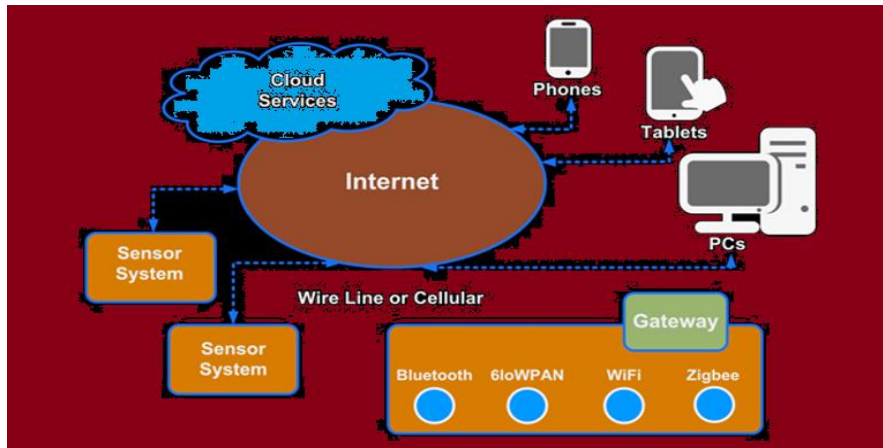 Cloud
Services
Phones
Tablets
Internet
PCs
Sensor
System
Wire Line or Cellular
Gateway
Sensor
System
Bluetooth
6loWPAN
WiFi
Zigbee